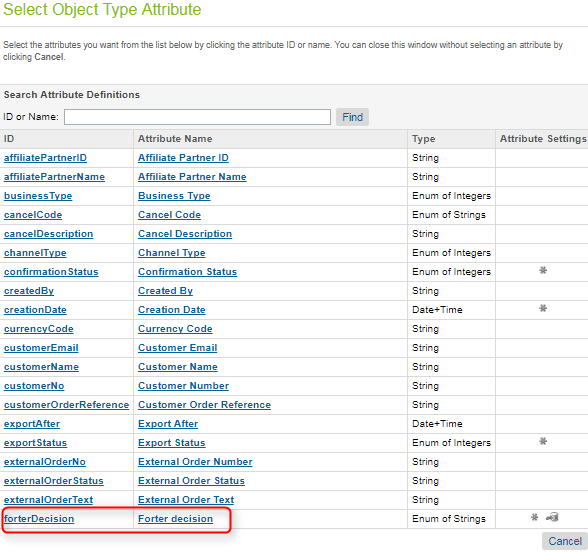 Select Object Type Attribute
Select the attributes you want from the list below by clicking the attribute ID or name. You can close this window without selecting an attribute by
clicking Cancel.
Search Attribute Definitions
ID or Name: Find
ID Attribute Name Type Attribute Settings
affiliatePartnerID Affiliate Partner ID String
affiliatePartnerName Affiliate Partner Name String
businessType Business Type Enum of Integers
cancelCode Cancel Code Enum of Strings
cancelDescription Cancel Description String
channelType Channel Type Enum of Integers
confirmationStatus Confirmation Status Enum of Integers
createdBy Created By String
creationDate Creation Date Date+Time
currencyCode Currency Code String
customerEmail Customer Email String
customerName Customer Name String
customerNo Customer Number String
customerOrderReference Customer Order Reference String
exportAfter Export After Date+Time
exportStatus Export Status Enum of Integers
externalOrderNo External Order Number String
externalOrderStatus External Order Status String
externalOrderText External Order Text String
forterDecision Forter decision Enum of Strings
Cancel